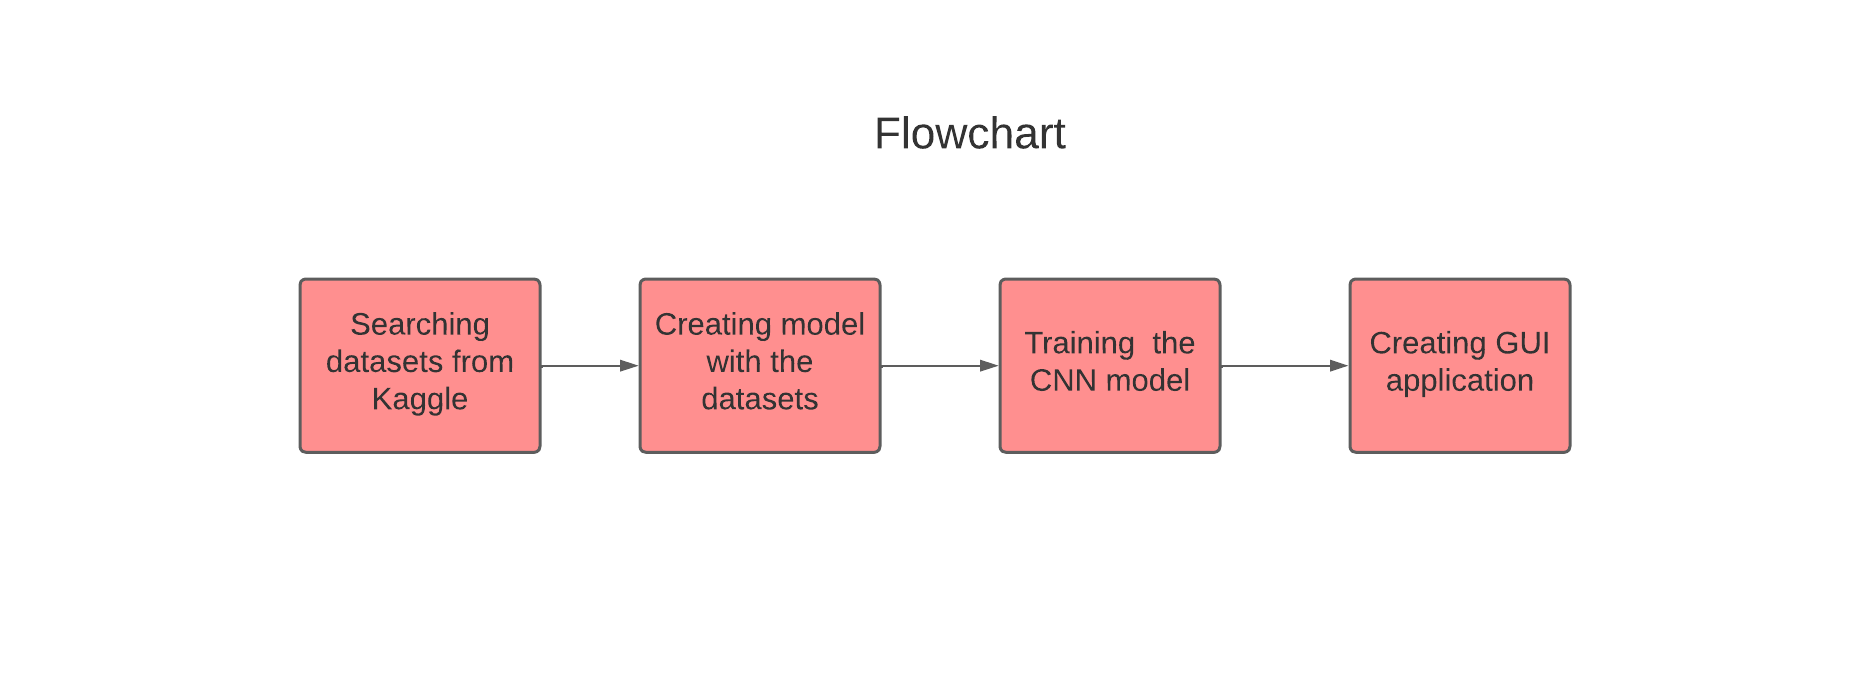 Flowchart
Searching
datasets from
Kaggle
Creating model
with the
datasets
Training  the
CNN model
Creating GUI
application